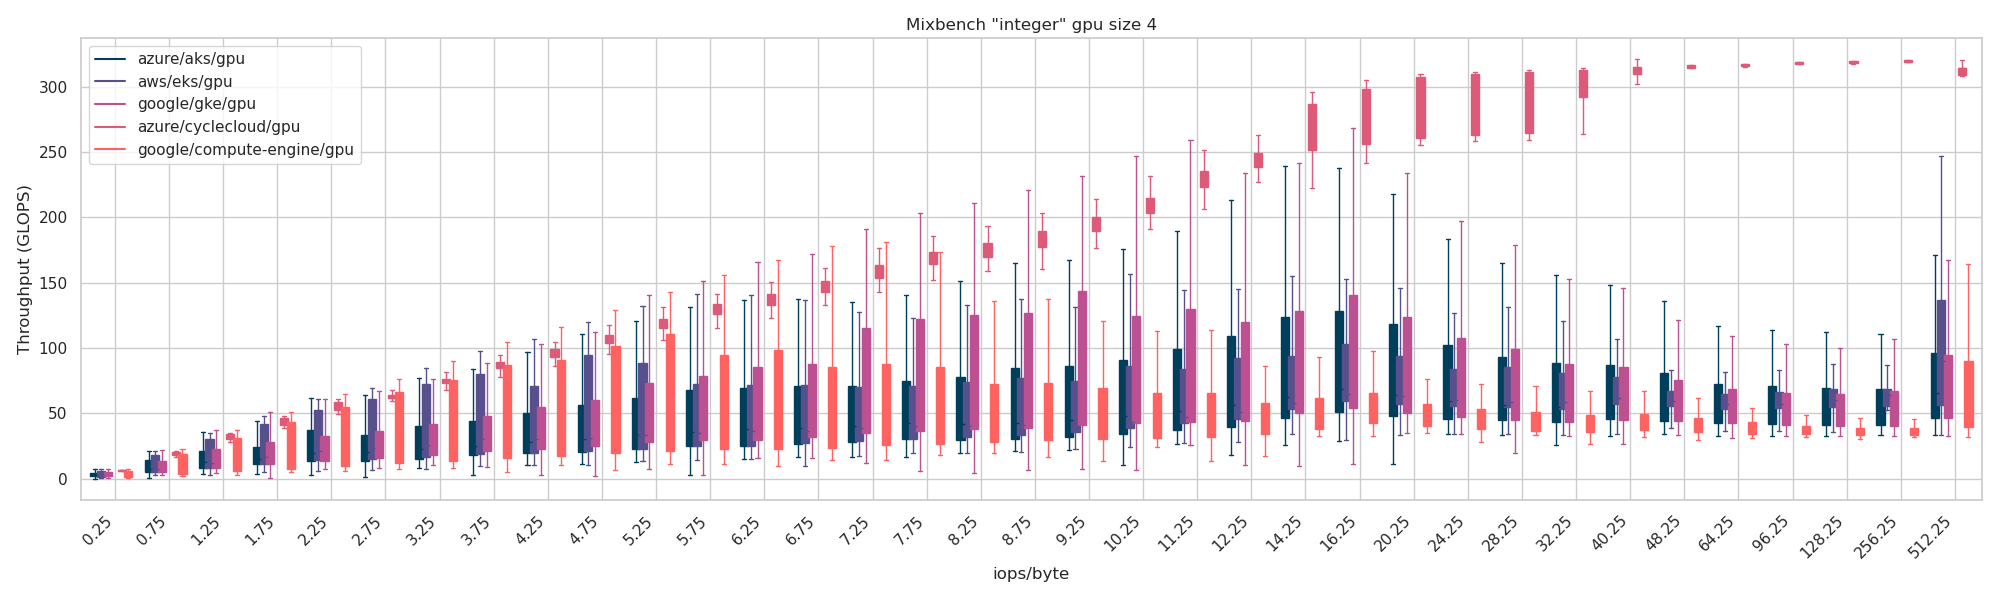 Mixbench "integer" gpu size 4
azure/aks/gpu
aws/eks/gpu
google/gke/gpu
azure/cyclecloud/gpu
google/compute-engine/gpu
Throughput (GLOPS)
300
250
200
150
100
50
0
0.25 0.75 1.25 1.75 2.25 2.75 3.25 3.75 4.25 4.75 5.25 5.75 6.25 6.75 7.25 7.75 8.25 8.75 9.25 10.25 11.25 12.25 14.25 16.25 20.25 24.25 28.25 32.25 40.25 48.25 64.25 96.25 128.25 256.25 512.25
iops/byte